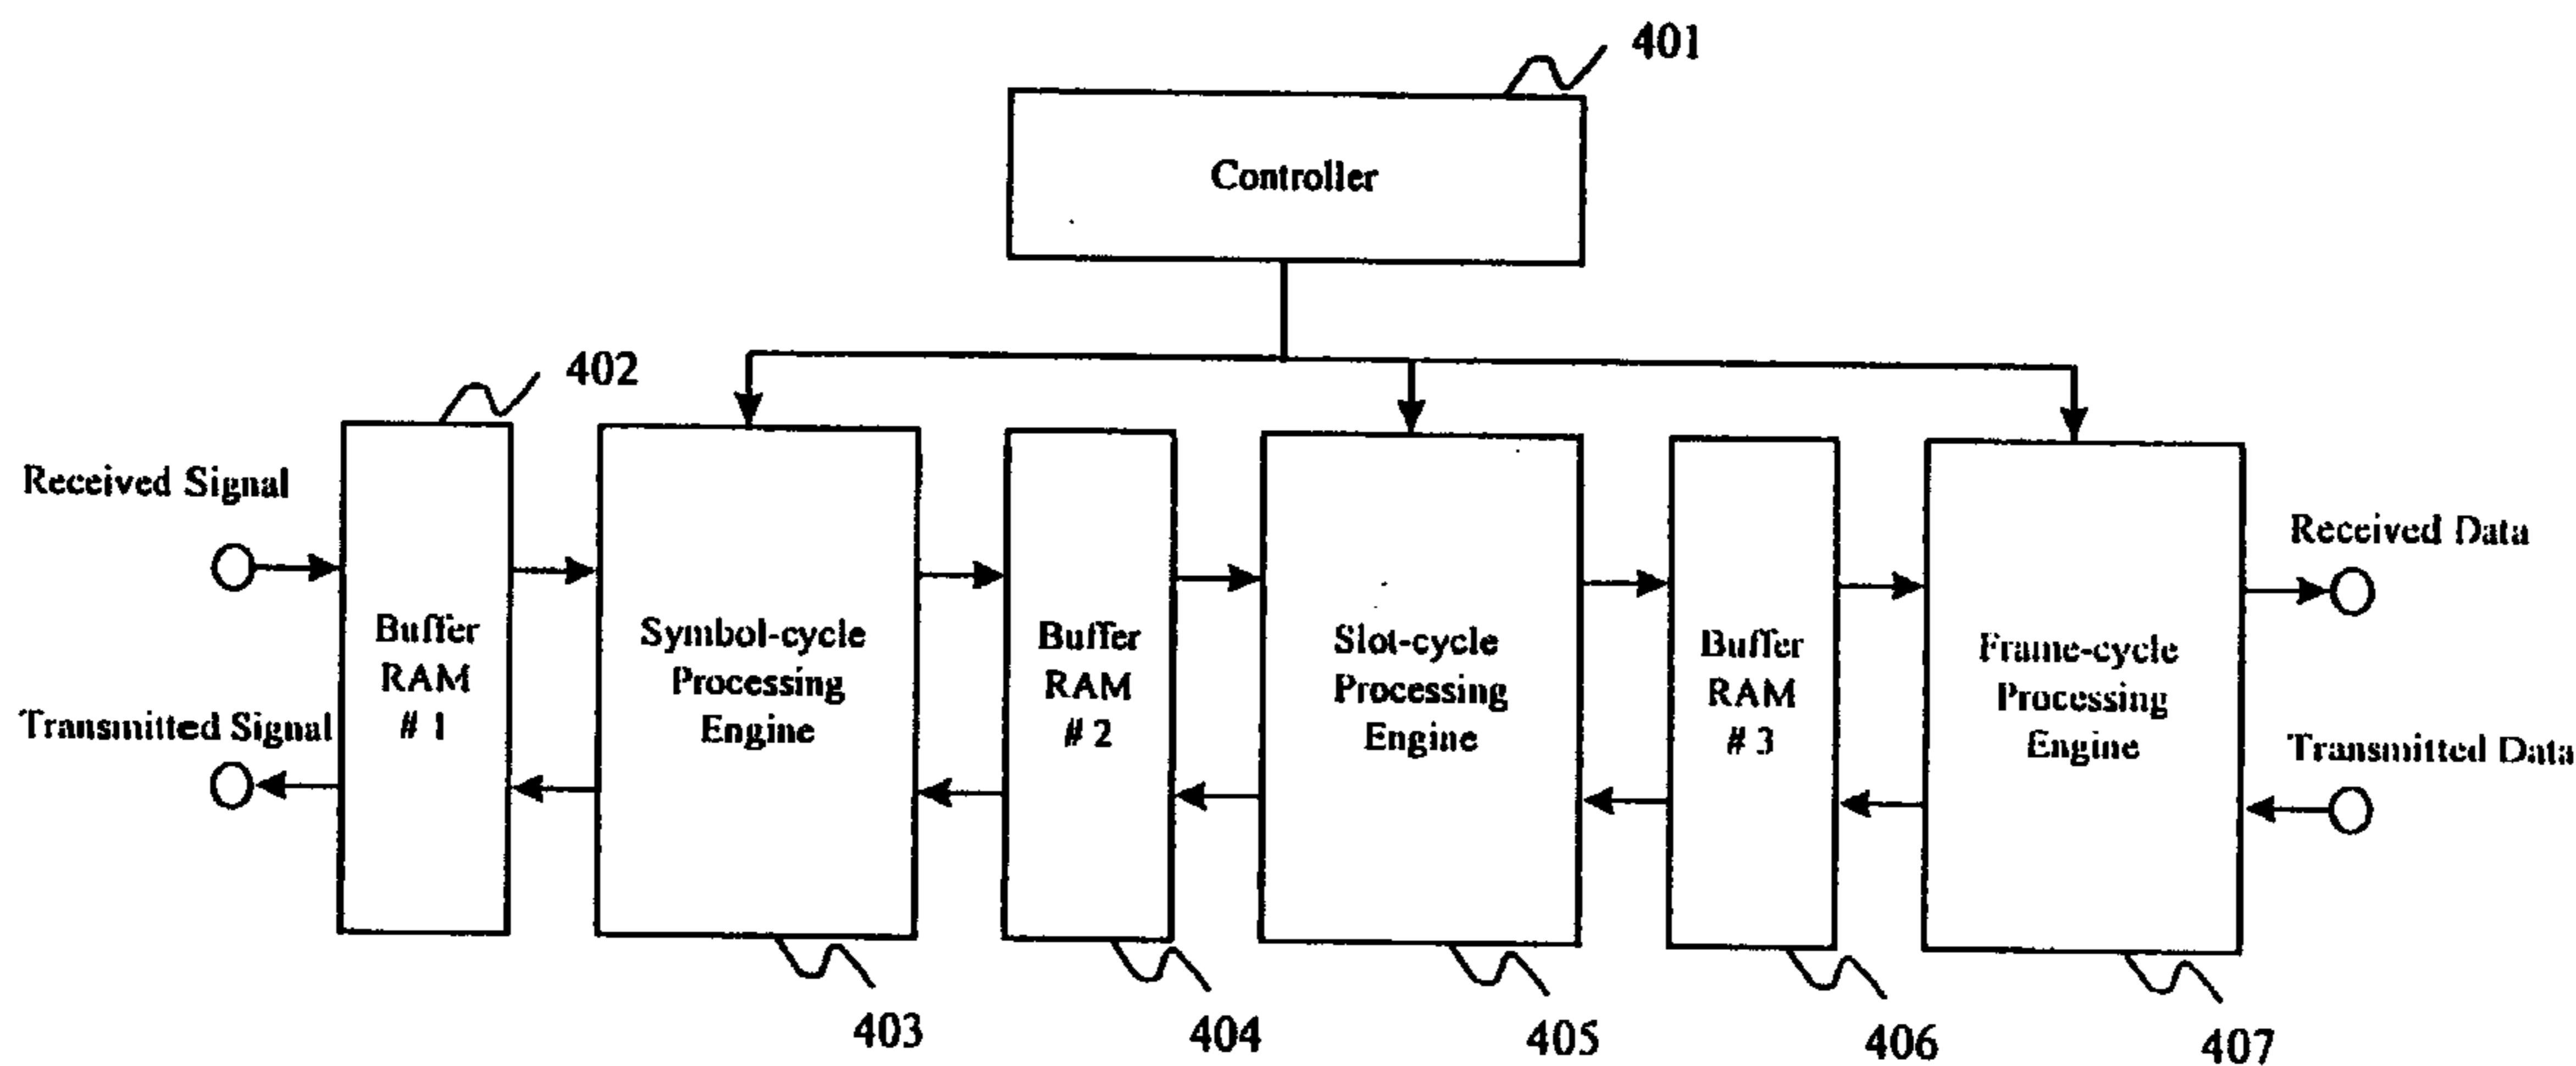 401
Controller
402
Received Signal
Transmitted Signal
Buffer
RAM
# 1
Symbol-cycle
Processing
Engine
Buffer
RAM
# 2
Slot-cycle
Processing
Engine
Buffer
RAM
# 3
Frame-cycle
Processing
Engine
Received Data
Transmitted Data
403
404
405
406
407